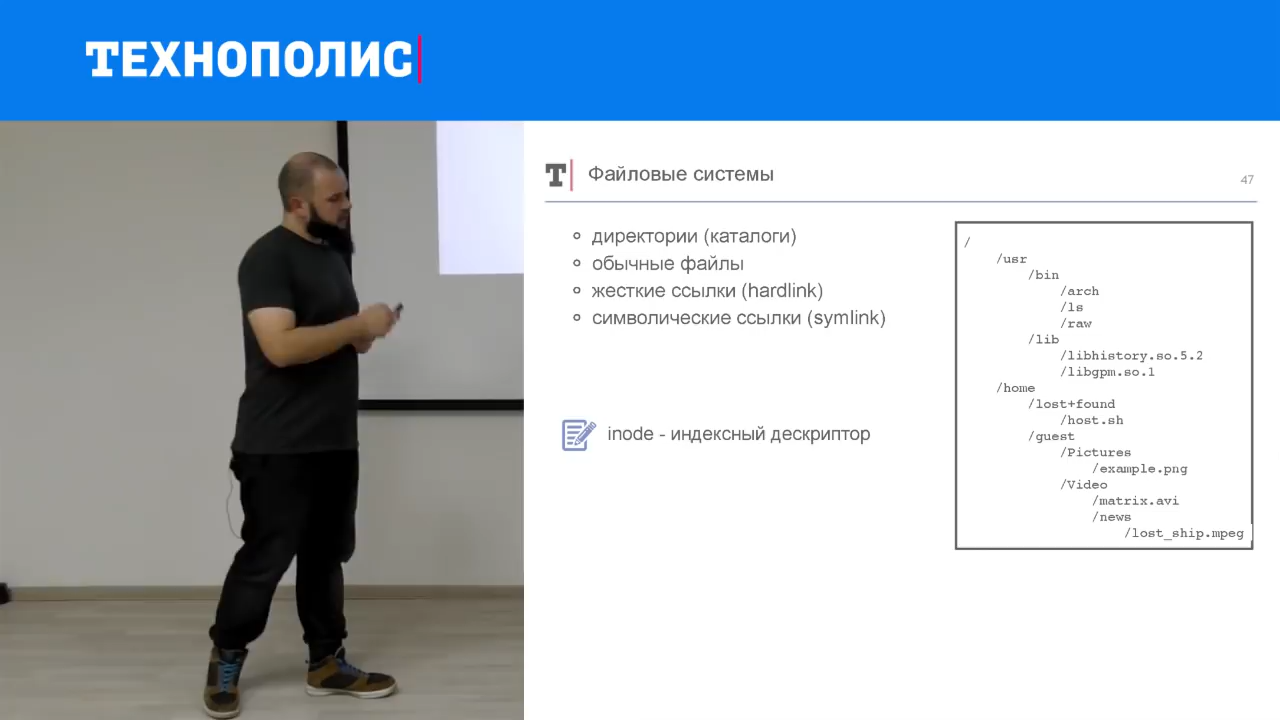 ТЕХНОПОЛИС
T
Файловые системы
47
директории (каталоги)
обычные файлы
жесткие ссылки (hardlink)
символические ссылки (symlink)
inode - индексный дескриптор
/
/usr
/bin
/arch
/ls
/raw
/lib
/libhistory.so.5.2
/libgpm.so.1
/home
/lost+found
/host.sh
/guest
/Pictures
/example.png
/Video
/matrix.avi
/news
/lost_ship.mpeg